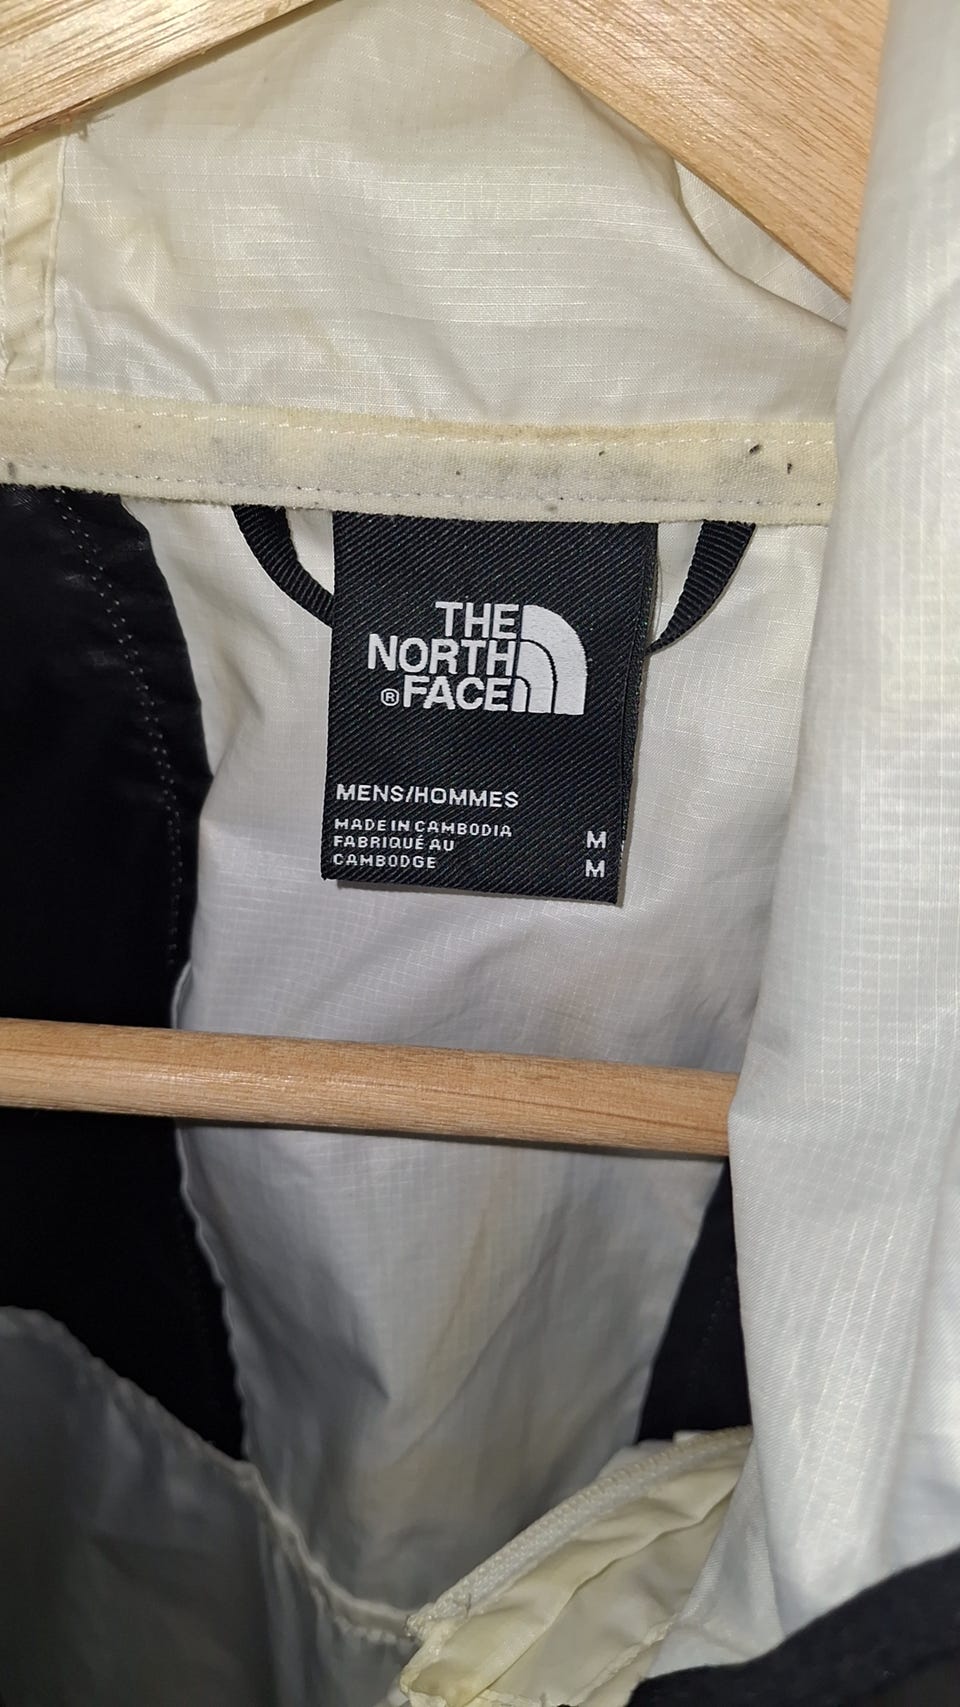 THE
NORTH
® FACE
MENS/HOMMES
MADE IN CAMBODIA M
FABRIQUÉ AU
CAMBODGE M